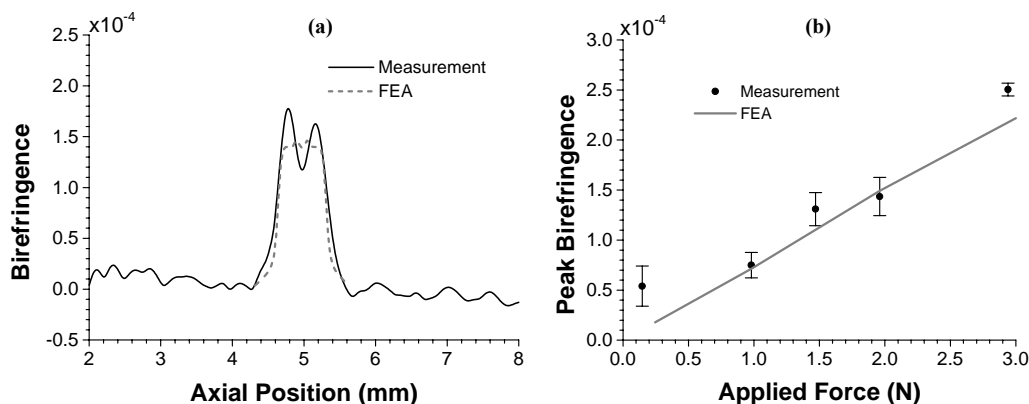 x10⁻⁴
(a)
2.5
2.0
1.5
1.0
0.5
0.0
-0.5
Birefringence
Measurement
FEA
2 3 4 5 6 7 8
Axial Position (mm)
x10⁻⁴
(b)
3.0
2.5
2.0
1.5
1.0
0.5
0.0
Peak Birefringence
Measurement
FEA
0.0 0.5 1.0 1.5 2.0 2.5 3.0
Applied Force (N)